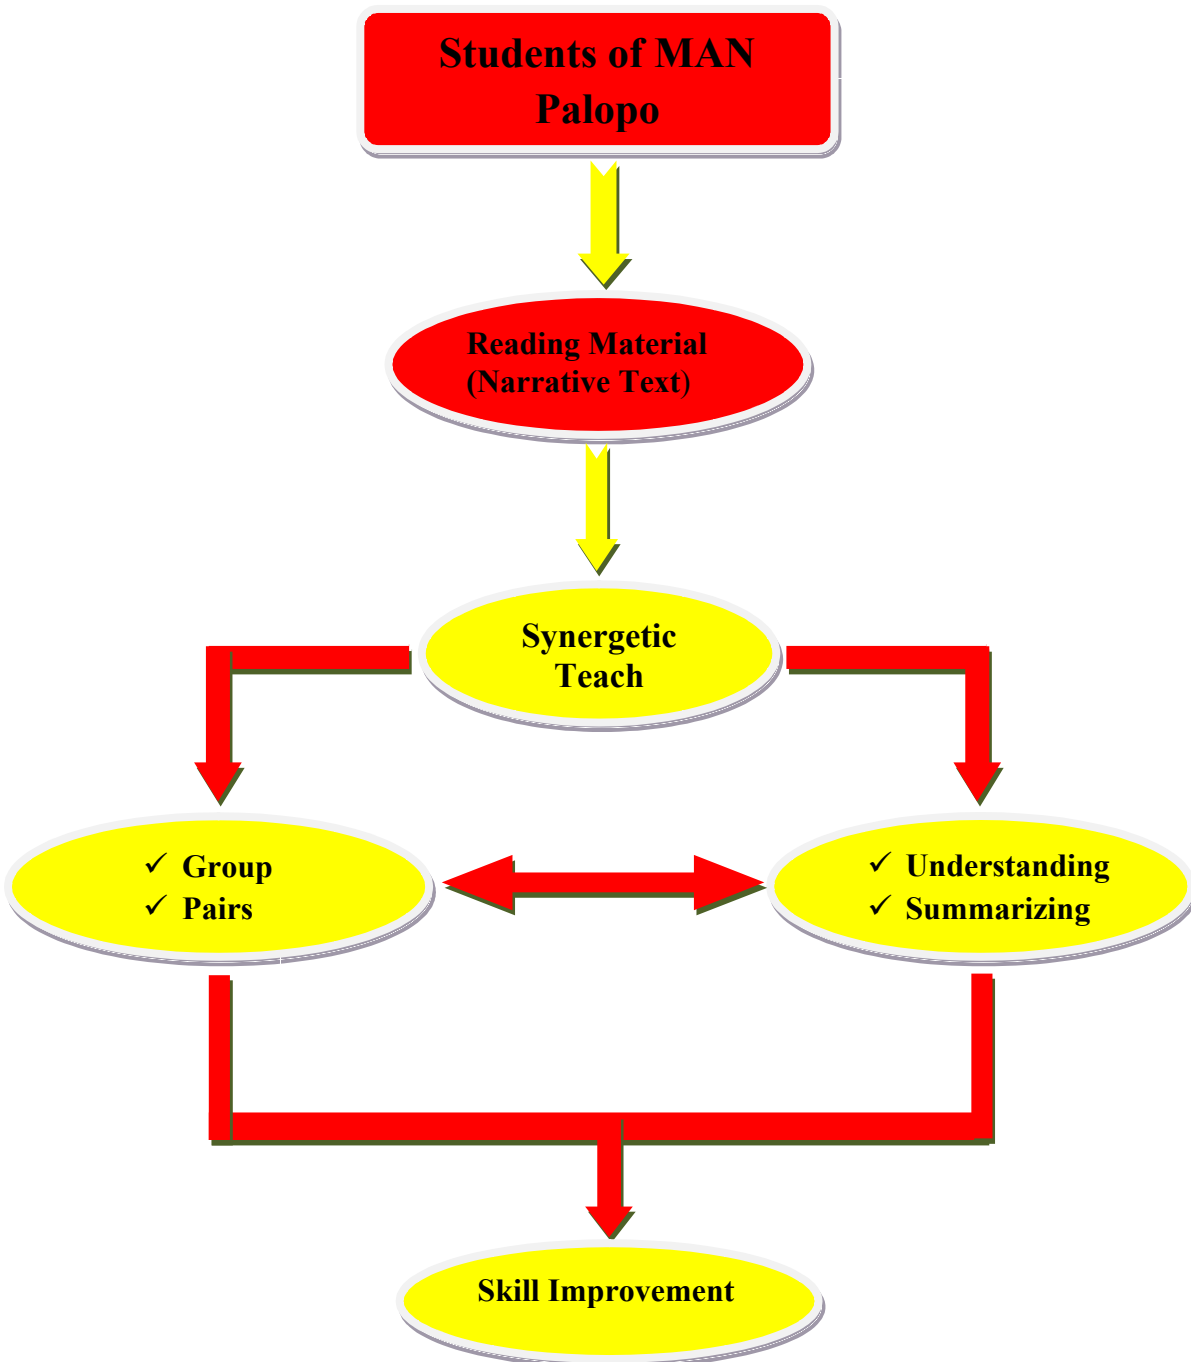 Students of MAN
Palopo
Reading Material
(Narrative Text)
Synergetic
Teach
✓ Group
✓ Pairs
✓ Understanding
✓ Summarizing
Skill Improvement